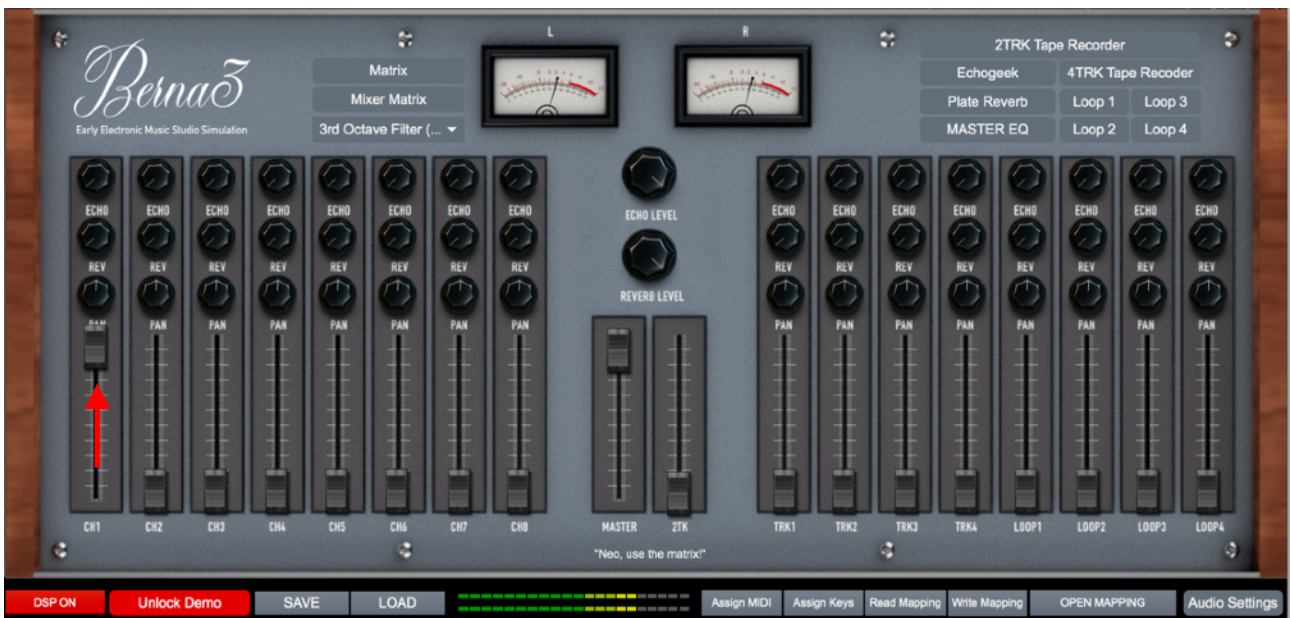 L R
Berna3
Early Electronic Music Studio Simulation
Matrix
Mixer Matrix
3rd Octave Filter (...
2TRK Tape Recorder
Echogeek 4TRK Tape Recoder
Plate Reverb Loop 1 Loop 3
MASTER EQ Loop 2 Loop 4
ECHO ECHO ECHO ECHO ECHO ECHO ECHO ECHO ECHO LEVEL ECHO ECHO ECHO ECHO ECHO ECHO ECHO ECHO
REV REV REV REV REV REV REV REV REV REV REV REV REV REV REV REV
REVERB LEVEL
PAN PAN PAN PAN PAN PAN PAN PAN PAN PAN PAN PAN PAN PAN PAN PAN
CH1 CH2 CH3 CH4 CH5 CH6 CH7 CH8 MASTER 2TK TRK1 TRK2 TRK3 TRK4 LOOP1 LOOP2 LOOP3 LOOP4
"Neo, use the matrix!"
DSP ON Unlock Demo SAVE LOAD Assign MIDI Assign Keys Read Mapping Write Mapping OPEN MAPPING Audio Settings